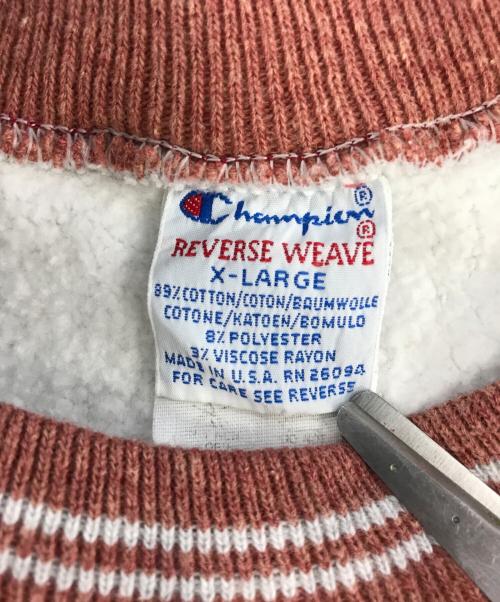 Champion®
REVERSE WEAVE®
X-LARGE
89% COTTON/COTON/BAUMWOLLE
COTONE/KATOEN/BOMULD
8% POLYESTER
3% VISCOSE RAYON
MADE IN U.S.A. RN 26094
FOR CARE SEE REVERSE